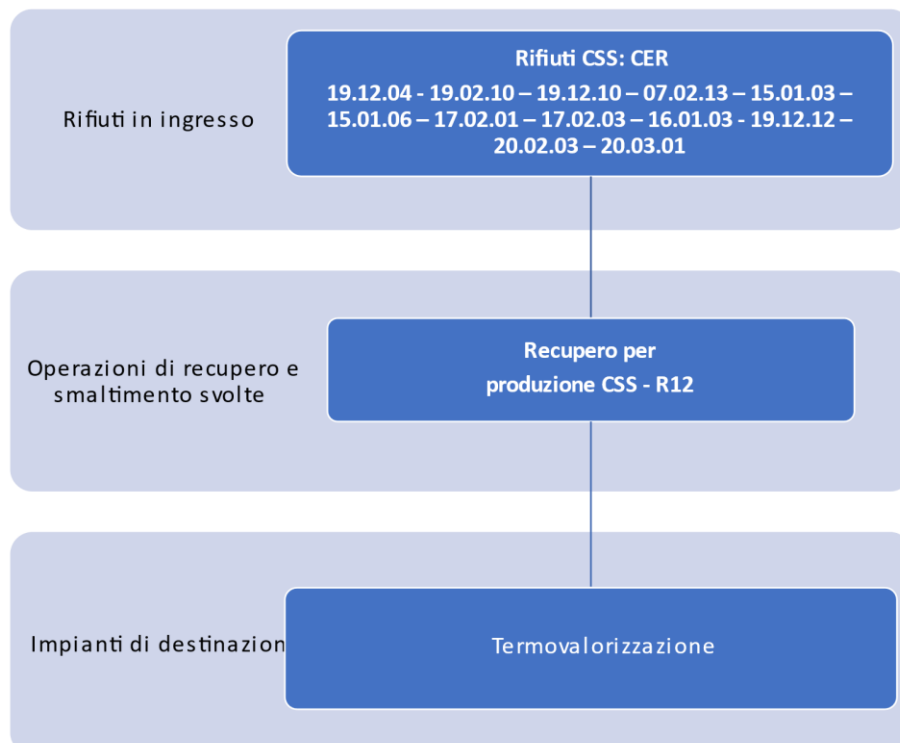 Rifiuti in ingresso
Rifiuti CSS: CER
19.12.04 - 19.02.10 – 19.12.10 – 07.02.13 – 15.01.03 –
15.01.06 – 17.02.01 – 17.02.03 – 16.01.03 - 19.12.12 –
20.02.03 – 20.03.01
Operazioni di recupero e
smaltimento svolte
Recupero per
produzione CSS - R12
Impianti di destinazion
Termovalorizzazione